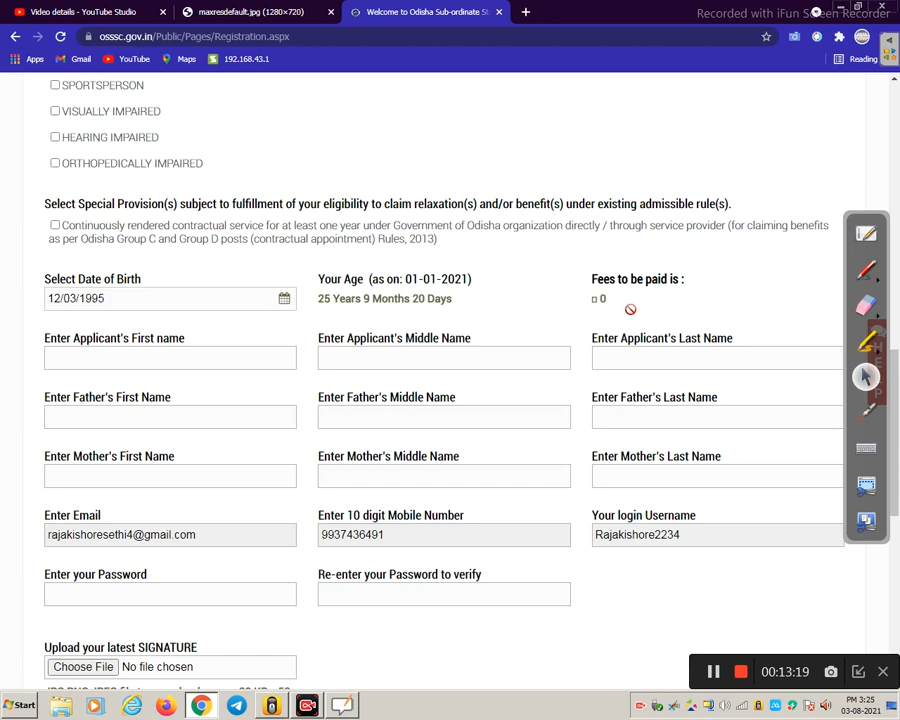 Video details - YouTube Studio
maxresdefault.jpg (1280×720)
Welcome to Odisha Sub-ordinate St
Recorded with iFun Screen Recorder
osssc.gov.in/Public/Pages/Registration.aspx
Apps Gmail YouTube Maps 192.168.43.1 Reading
SPORTSPERSON
VISUALLY IMPAIRED
HEARING IMPAIRED
ORTHOPEDICALLY IMPAIRED
Select Special Provision(s) subject to fulfillment of your eligibility to claim relaxation(s) and/or benefit(s) under existing admissible rule(s).
Continuously rendered contractual service for at least one year under Government of Odisha organization directly / through service provider (for claiming benefits
as per Odisha Group C and Group D posts (contractual appointment) Rules, 2013)
Select Date of Birth Your Age (as on: 01-01-2021) Fees to be paid is :
12/03/1995 25 Years 9 Months 20 Days 0
Enter Applicant's First name Enter Applicant's Middle Name Enter Applicant's Last Name
Enter Father's First Name Enter Father's Middle Name Enter Father's Last Name
Enter Mother's First Name Enter Mother's Middle Name Enter Mother's Last Name
Enter Email Enter 10 digit Mobile Number Your login Username
rajakishoresethi4@gmail.com 9937436491 Rajakishore2234
Enter your Password Re-enter your Password to verify
Upload your latest SIGNATURE
Choose File No file chosen
00:13:19
Start
PM 3:25
03-08-2021